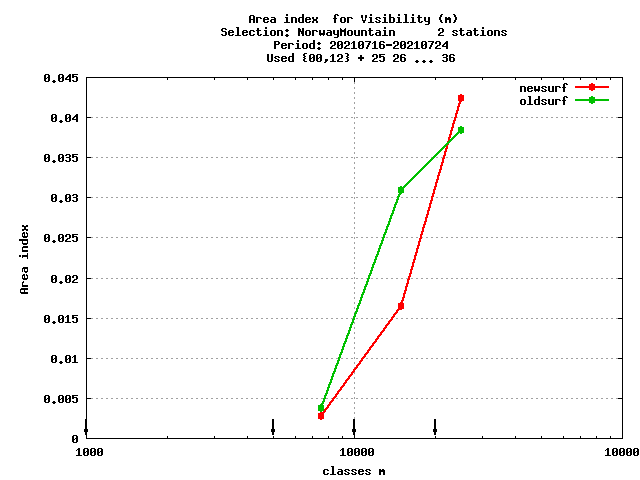 Area index  for Visibility (m)
Selection: NorwayMountain      2 stations
Period: 20210716-20210724
Used {00,12} + 25 26 ... 36
0.045
newsurf
oldsurf
0.04
0.035
0.03
0.025
Area index
0.02
0.015
0.01
0.005
0
1000 10000 10000
classes m